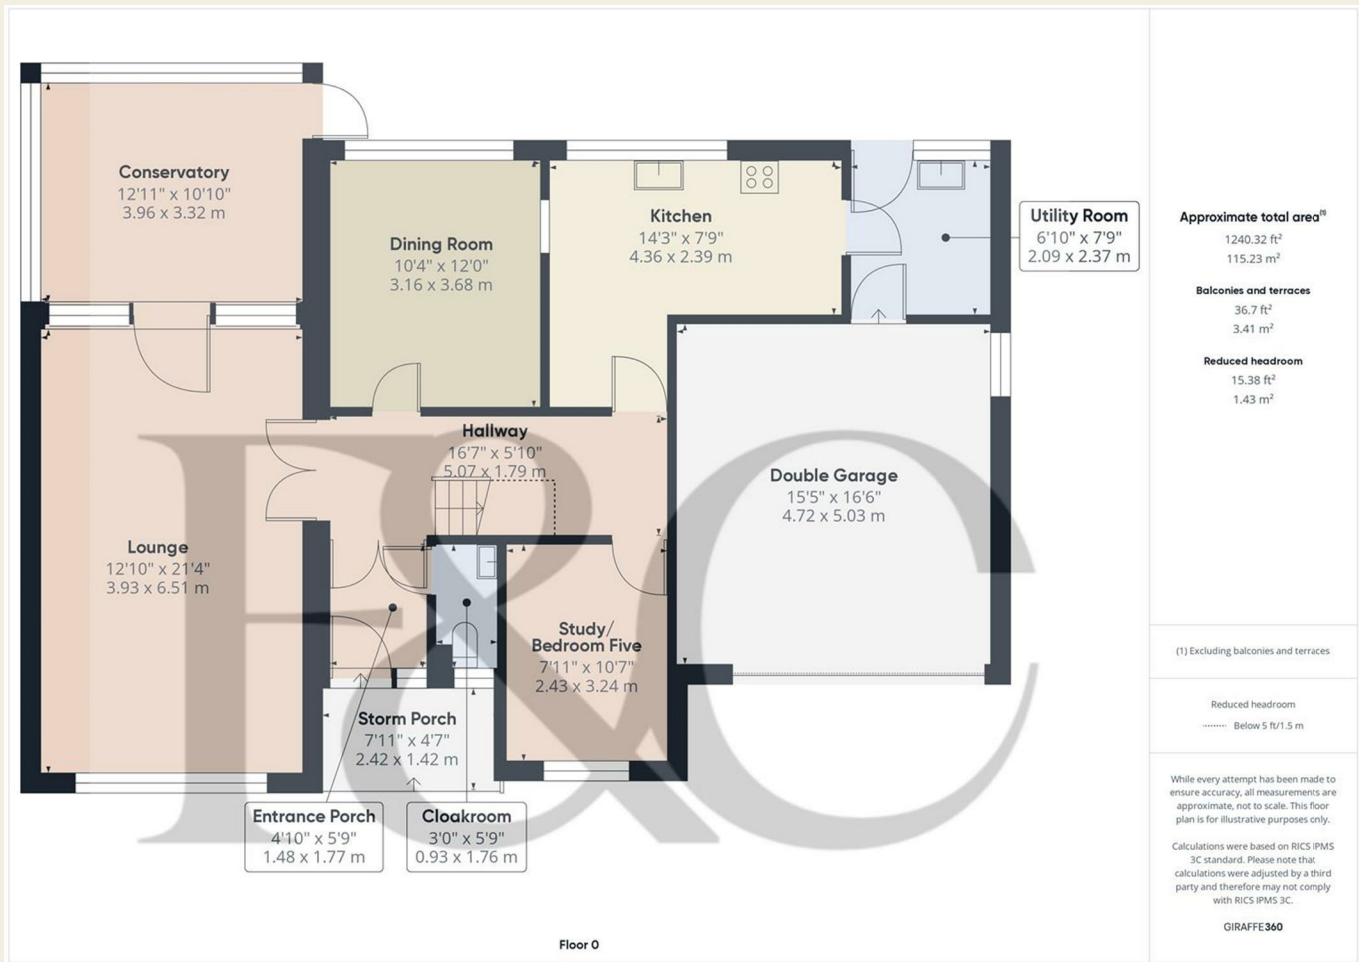 Conservatory
12'11" x 10'10"
3.96 x 3.32 m
Dining Room
10'4" x 12'0"
3.16 x 3.68 m
Kitchen
14'3" x 7'9"
4.36 x 2.39 m
Utility Room
6'10" x 7'9"
2.09 x 2.37 m
Hallway
16'7" x 5'10"
5.07 x 1.79 m
Double Garage
15'5" x 16'6"
4.72 x 5.03 m
Lounge
12'10" x 21'4"
3.93 x 6.51 m
Study/
Bedroom Five
7'11" x 10'7"
2.43 x 3.24 m
Storm Porch
7'11" x 4'7"
2.42 x 1.42 m
Entrance Porch
4'10" x 5'9"
1.48 x 1.77 m
Cloakroom
3'0" x 5'9"
0.93 x 1.76 m
F&C
Floor 0
Approximate total area(1)
1240.32 ft²
115.23 m²
Balconies and terraces
36.7 ft²
3.41 m²
Reduced headroom
15.38 ft²
1.43 m²
(1) Excluding balconies and terraces
Reduced headroom
Below 5 ft/1.5 m
While every attempt has been made to
ensure accuracy, all measurements are
approximate, not to scale. This floor
plan is for illustrative purposes only.
Calculations were based on RICS IPMS
3C standard. Please note that
calculations were adjusted by a third
party and therefore may not comply
with RICS IPMS 3C.
GIRAFFE360